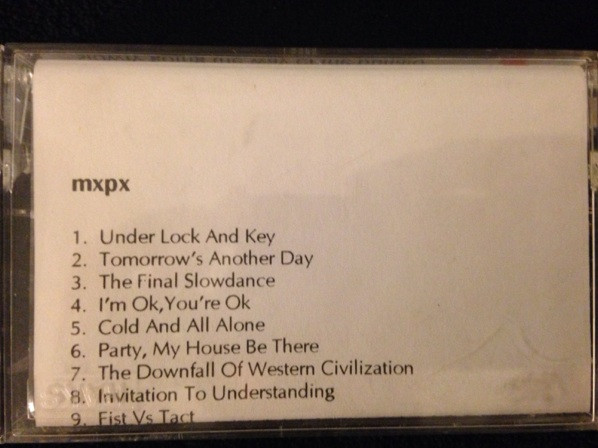 mxpx
1. Under Lock And Key
2. Tomorrow's Another Day
3. The Final Slowdance
4. I'm Ok,You're Ok
5. Cold And All Alone
6. Party, My House Be There
7. The Downfall Of Western Civilization
8. Invitation To Understanding
9. Fist Vs Tact